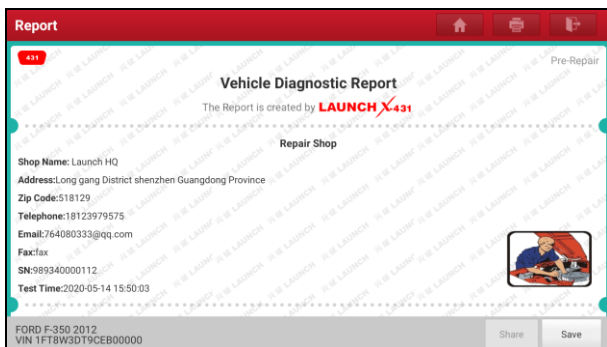 Report
431
Pre-Repair
Vehicle Diagnostic Report
The Report is created by LAUNCH X-431
Repair Shop
Shop Name: Launch HQ
Address:Long gang District shenzhen Guangdong Province
Zip Code:518129
Telephone:18123979575
Email:764080333@qq.com
Fax:fax
SN:989340000112
Test Time:2020-05-14 15:50:03
FORD F-350 2012
VIN 1FT8W3DT9CEB00000
Share
Save